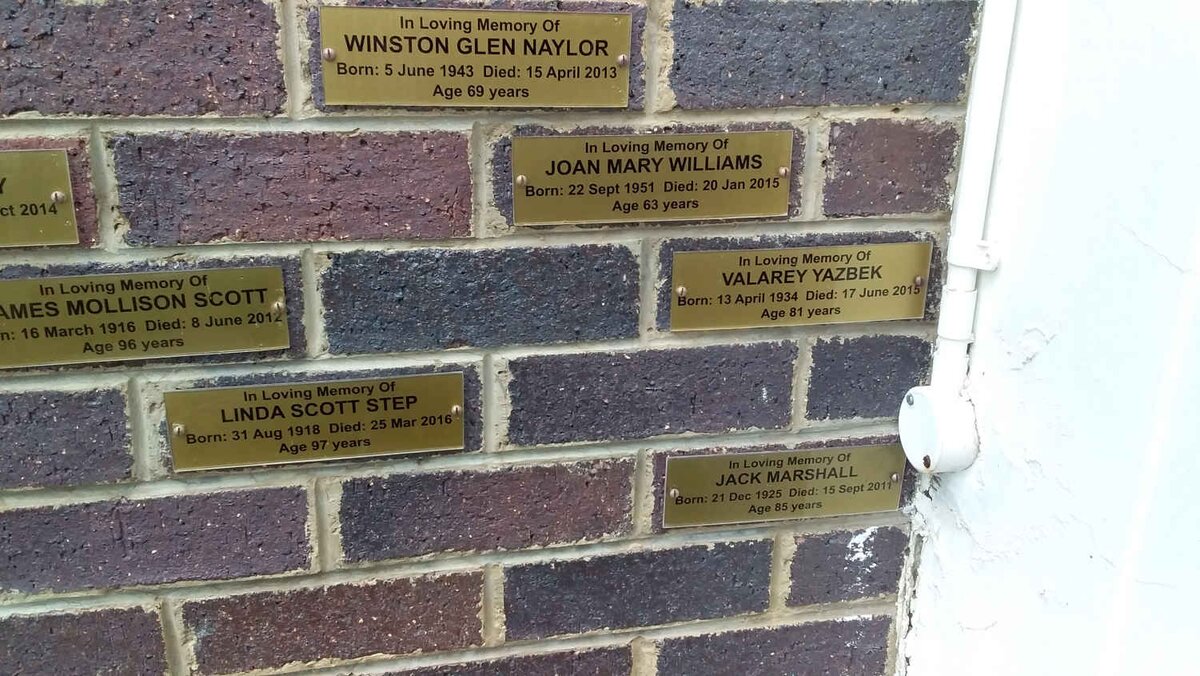 In Loving Memory Of
WINSTON GLEN NAYLOR
Born: 5 June 1943 Died: 15 April 2013
Age 69 years
In Loving Memory Of
JOAN MARY WILLIAMS
Born: 22 Sept 1951 Died: 20 Jan 2015
Age 63 years
2014
In Loving Memory Of
VALAREY YAZBEK
Born: 13 April 1934 Died: 17 June 2015
Age 81 years
In Loving Memory Of
MOLLISON SCOTT
16 March 1916 Died: 8 June 2012
Age 96 years
In Loving Memory Of
LINDA SCOTT STEP
Born: 31 Aug 1918 Died: 25 Mar 2016
Age 97 years
In Loving Memory Of
JACK MARSHALL
Born: 21 Dec 1925 Died: 15 Sept 2011
Age 85 years